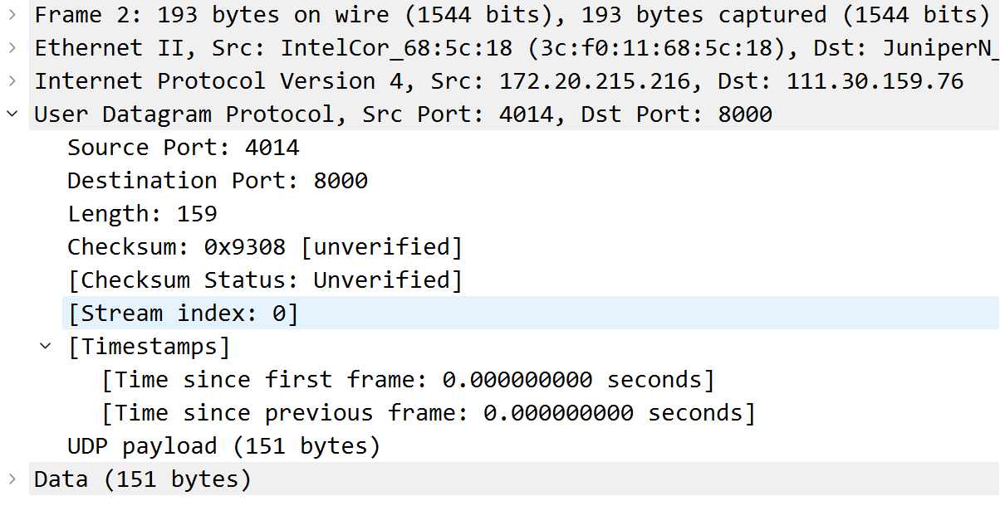 Frame 2: 193 bytes on wire (1544 bits), 193 bytes captured (1544 bits)
Ethernet II, Src: IntelCor_68:5c:18 (3c:f0:11:68:5c:18), Dst: JuniperN_
Internet Protocol Version 4, Src: 172.20.215.216, Dst: 111.30.159.76
User Datagram Protocol, Src Port: 4014, Dst Port: 8000
Source Port: 4014
Destination Port: 8000
Length: 159
Checksum: 0x9308 [unverified]
[Checksum Status: Unverified]
[Stream index: 0]
[Timestamps]
[Time since first frame: 0.000000000 seconds]
[Time since previous frame: 0.000000000 seconds]
UDP payload (151 bytes)
Data (151 bytes)